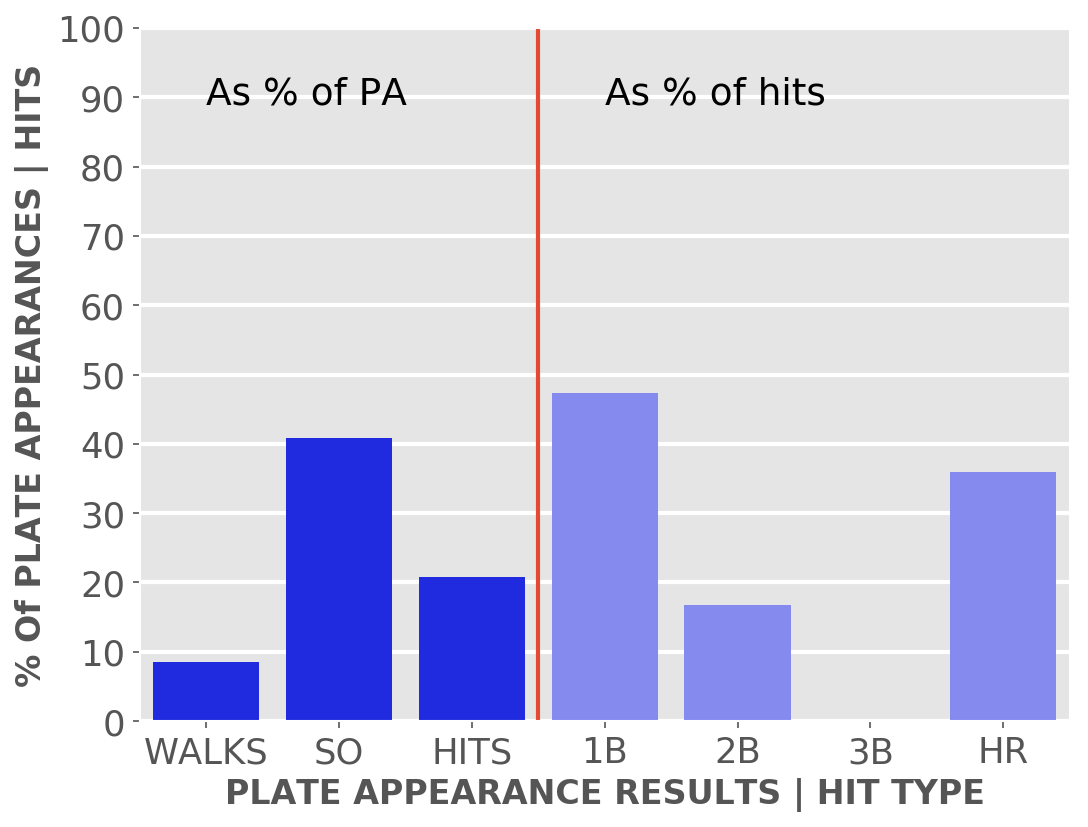 % Of PLATE APPEARANCES | HITS
100
90
80
70
60
50
40
30
20
10
0
As % of PA
As % of hits
WALKS SO HITS 1B 2B 3B HR
PLATE APPEARANCE RESULTS | HIT TYPE